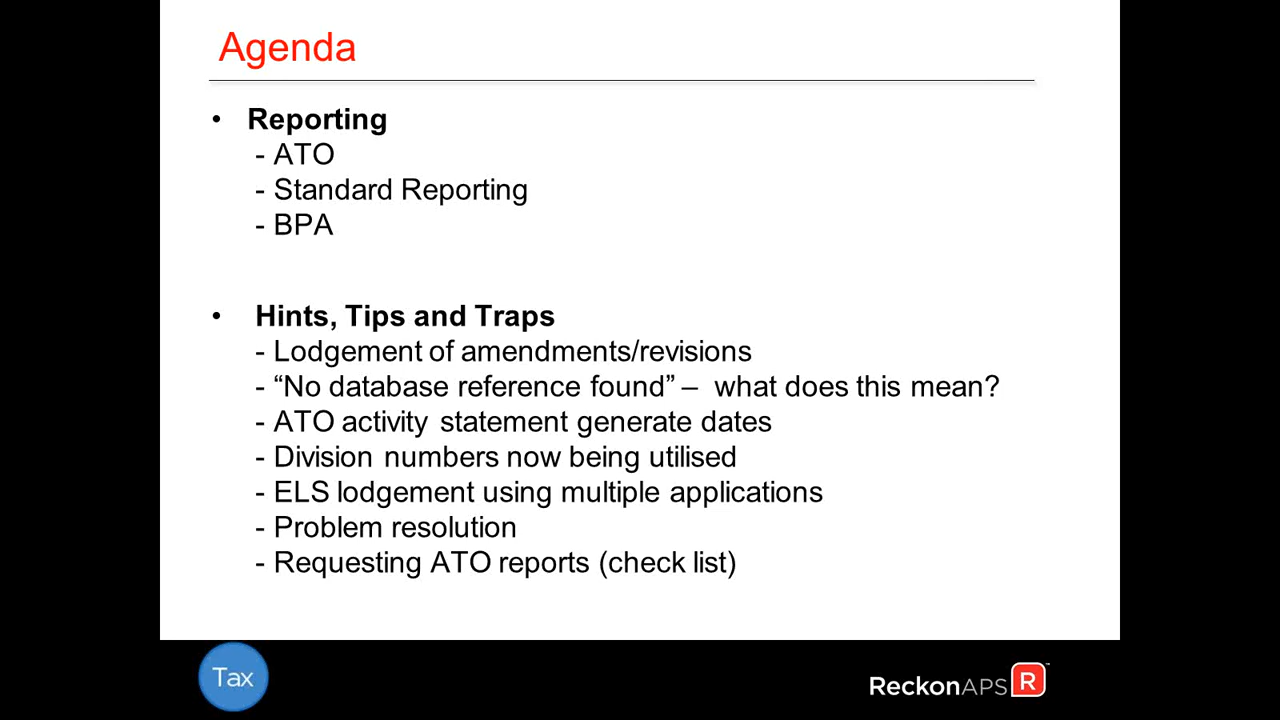 Agenda
• Reporting
- ATO
- Standard Reporting
- BPA
• Hints, Tips and Traps
- Lodgement of amendments/revisions
- “No database reference found” – what does this mean?
- ATO activity statement generate dates
- Division numbers now being utilised
- ELS lodgement using multiple applications
- Problem resolution
- Requesting ATO reports (check list)
Tax
ReckonAPS R